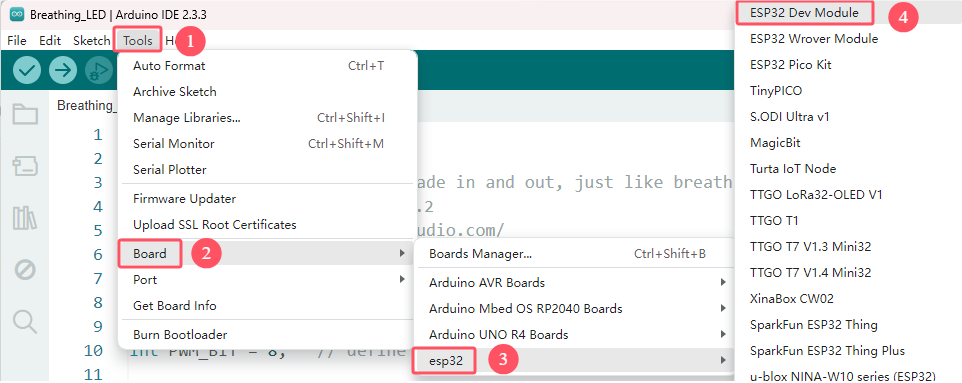 Breathing_LED | Arduino IDE 2.3.3
File Edit Sketch Tools H
1
Auto Format Ctrl+T
Archive Sketch
Manage Libraries... Ctrl+Shift+I
Serial Monitor Ctrl+Shift+M
Serial Plotter
Firmware Updater
Upload SSL Root Certificates
Board
2
Port
Get Board Info
Burn Bootloader
Breathing_
1
2
3 ade in and out, just like breath
4 .2
5 udio.com/
6
7
8
9
10 int PWM_BIT = 8; // define
11
Boards Manager... Ctrl+Shift+B
Arduino AVR Boards
Arduino Mbed OS RP2040 Boards
Arduino UNO R4 Boards
esp32
3
ESP32 Dev Module
4
ESP32 Wrover Module
ESP32 Pico Kit
TinyPICO
S.ODI Ultra v1
MagicBit
Turta IoT Node
TTGO LoRa32-OLED V1
TTGO T1
TTGO T7 V1.3 Mini32
TTGO T7 V1.4 Mini32
XinaBox CW02
SparkFun ESP32 Thing
SparkFun ESP32 Thing Plus
u-blox NINA-W10 series (ESP32)